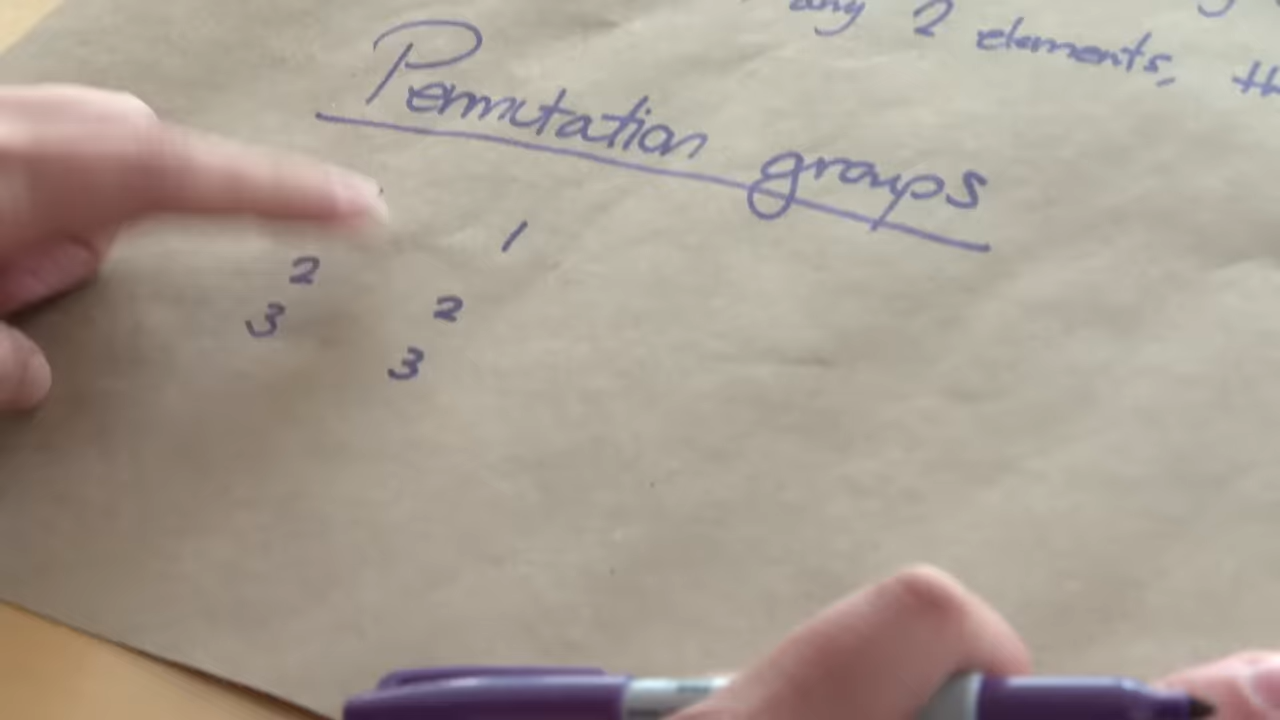 any 2 elements,
Permutation groups
1
2 2
3 3